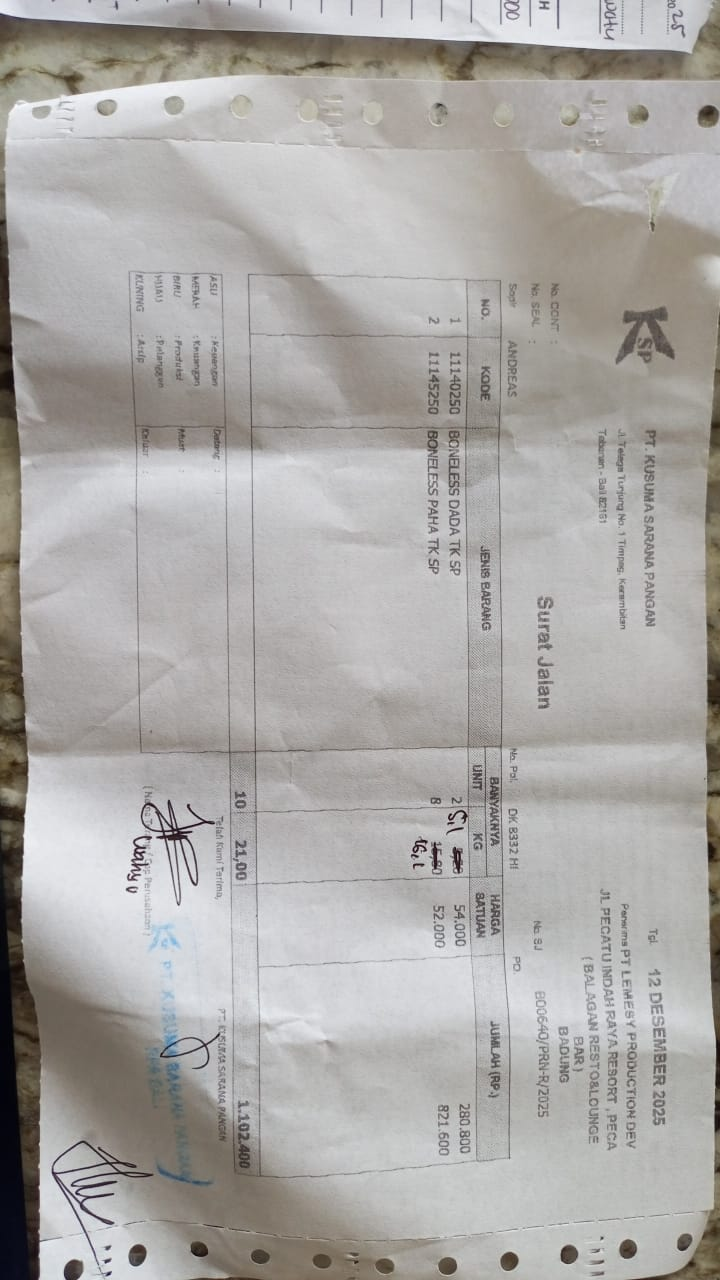 2025
KSP
PT. KUSUMA SARANA PANGAN
Jl. Telaga Tunjung No. 1 Timpag, Kerambitan
Tabanan - Bali 82161
Tgl. 12 DESEMBER 2025
Penerima PT LEMESY PRODUCTION DEV
JL PECATU INDAH RAYA RESORT , PECA
( BALAGAN RESTO&LOUNGE
BAR )
BADUNG
Surat Jalan
No. CONT :
No. SEAL :
No. SJ B00640/PRN-R/2025
Sopir ANDREAS
No. Pol. DK 8332 HI
PO.
NO. KODE JENIS BARANG BANYAKNYA HARGA SATUAN JUMLAH (RP.)
UNIT KG
1 11140250 BONELESS DADA TK SP 2 5,1 54.000 280.800
2 11145250 BONELESS PAHA TK SP 8 16,1 52.000 821.600
10 21,00 1.102.400
ASLI : Keuangan
MERAH : Keuangan
BIRU : Produksi
HIJAU : Pelanggan
KUNING : Arsip
Datang :
Muat :
Keluar :
Telah Kami Terima,
PT. KUSUMA SARANA PANGAN
Wahyu
PT. KUSUMA SARANA PANGAN